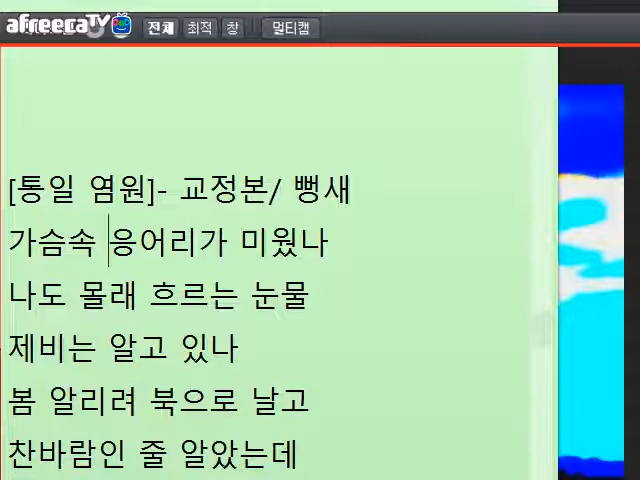 afreecaTV 전체 최적 창 멀티캠
[통일 염원]- 교정본/ 뻥새
가슴속 응어리가 미웠나
나도 몰래 흐르는 눈물
제비는 알고 있나
봄 알리려 북으로 날고
찬바람인 줄 알았는데